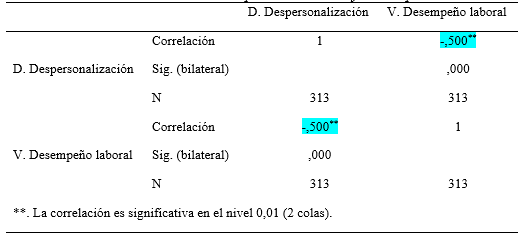 D. Despersonalización V. Desempeño laboral
Correlación 1 -,500**
D. Despersonalización Sig. (bilateral) ,000
N 313 313
Correlación -,500** 1
V. Desempeño laboral Sig. (bilateral) ,000
N 313 313
**. La correlación es significativa en el nivel 0,01 (2 colas).